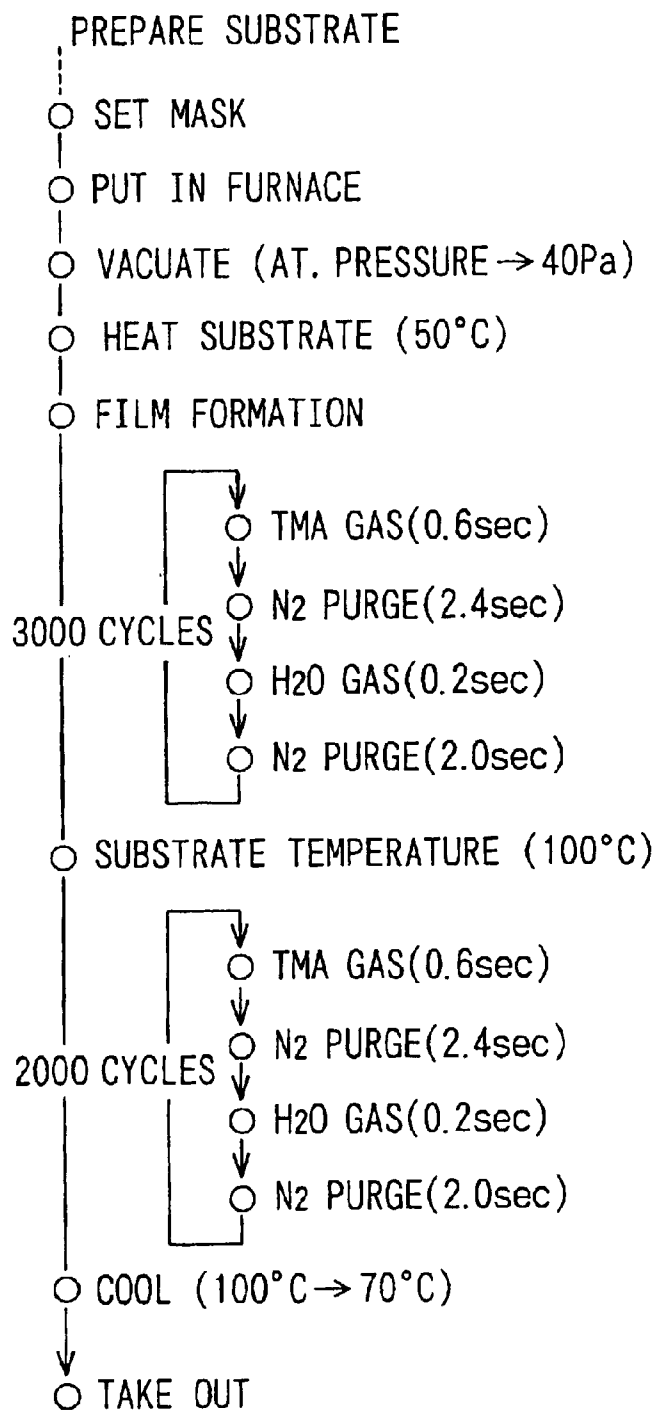 PREPARE SUBSTRATE
SET MASK
PUT IN FURNACE
VACUATE (AT. PRESSURE → 40Pa)
HEAT SUBSTRATE (50°C)
FILM FORMATION
TMA GAS(0.6sec)
N2 PURGE(2.4sec)
3000 CYCLES
H2O GAS(0.2sec)
N2 PURGE(2.0sec)
SUBSTRATE TEMPERATURE (100°C)
TMA GAS(0.6sec)
N2 PURGE(2.4sec)
2000 CYCLES
H2O GAS(0.2sec)
N2 PURGE(2.0sec)
COOL (100°C → 70°C)
TAKE OUT